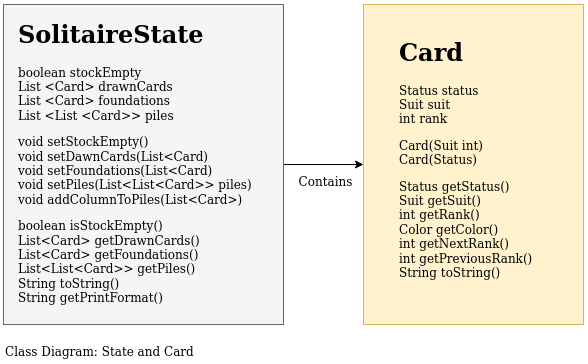 SolitaireState
boolean stockEmpty
List <Card> drawnCards
List <Card> foundations
List <List <Card>> piles
void setStockEmpty()
void setDawnCards(List<Card)
void setFoundations(List<Card)
void setPiles(List<List<Card>> piles)
void addColumnToPiles(List<Card>)
boolean isStockEmpty()
List<Card> getDrawnCards()
List<Card> getFoundations()
List<List<Card>> getPiles()
String toString()
String getPrintFormat()
Contains
Card
Status status
Suit suit
int rank
Card(Suit int)
Card(Status)
Status getStatus()
Suit getSuit()
int getRank()
Color getColor()
int getNextRank()
int getPreviousRank()
String toString()
Class Diagram: State and Card